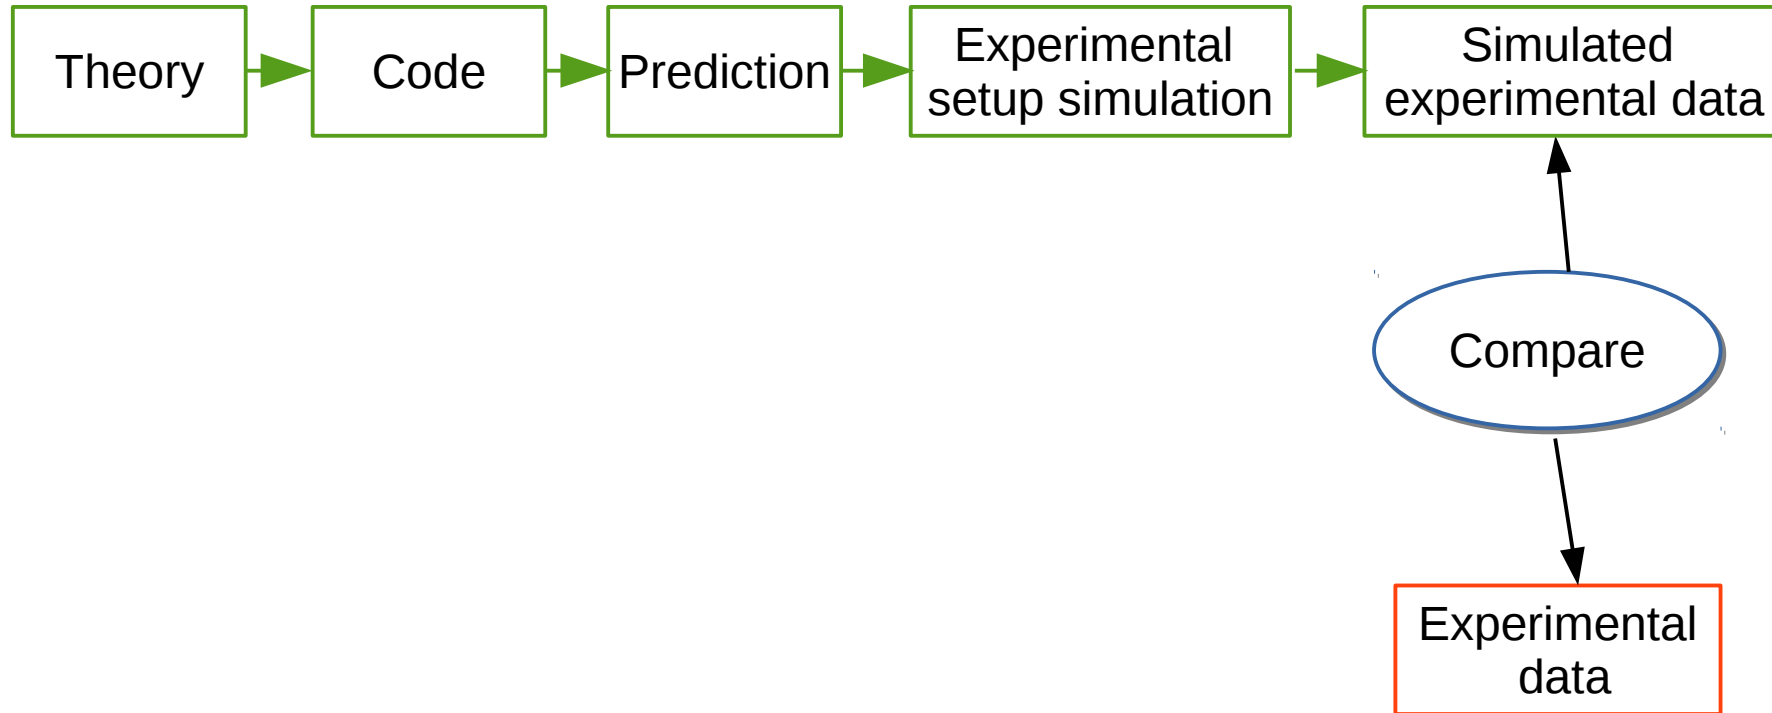 Theory
Code
Prediction
Experimental
setup simulation
Simulated
experimental data
Compare
Experimental
data